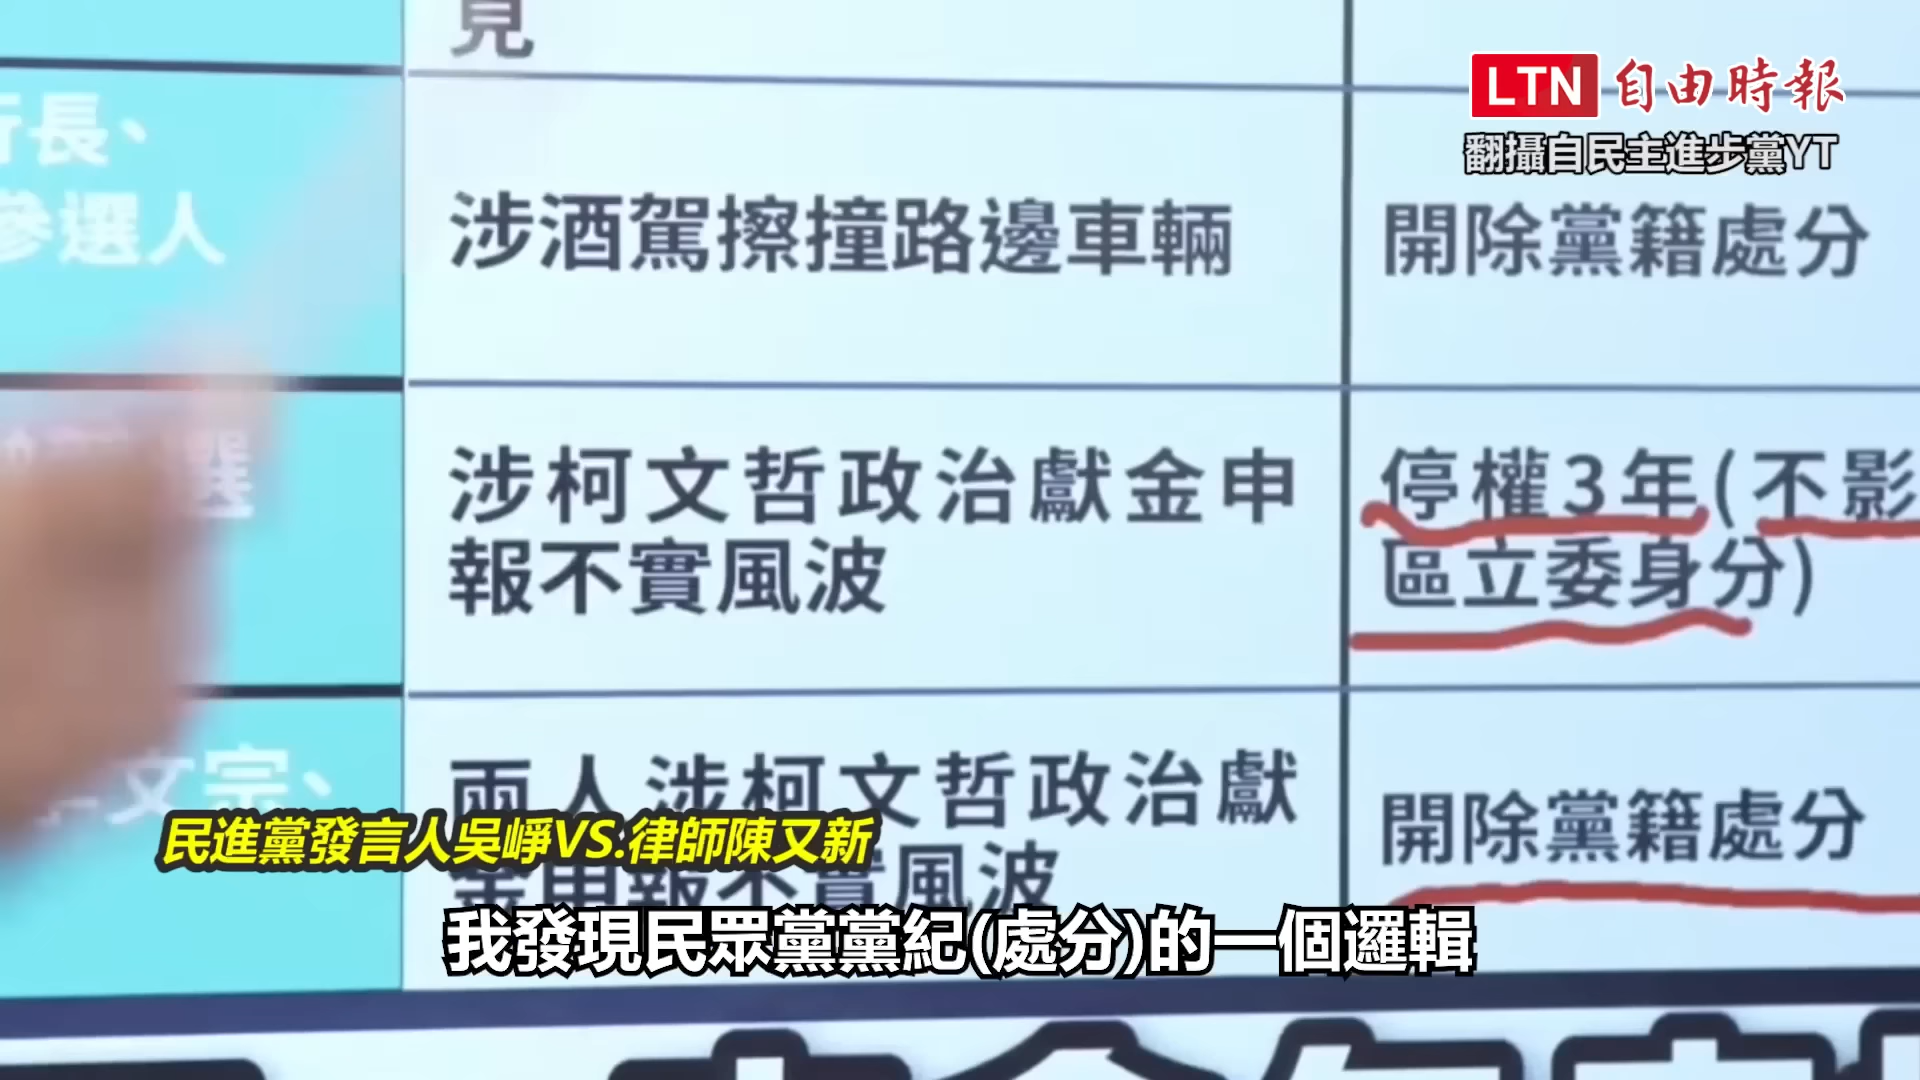 見
LTN 自由時報
翻攝自民主進步黨YT
行長、
參選人
涉酒駕擦撞路邊車輛
開除黨籍處分
選
涉柯文哲政治獻金申
報不實風波
停權3年(不影
區立委身分)
文宗、
兩人涉柯文哲政治獻
金申報不實風波
開除黨籍處分
民進黨發言人吳崢VS.律師陳又新
我發現民眾黨黨紀(處分)的一個邏輯